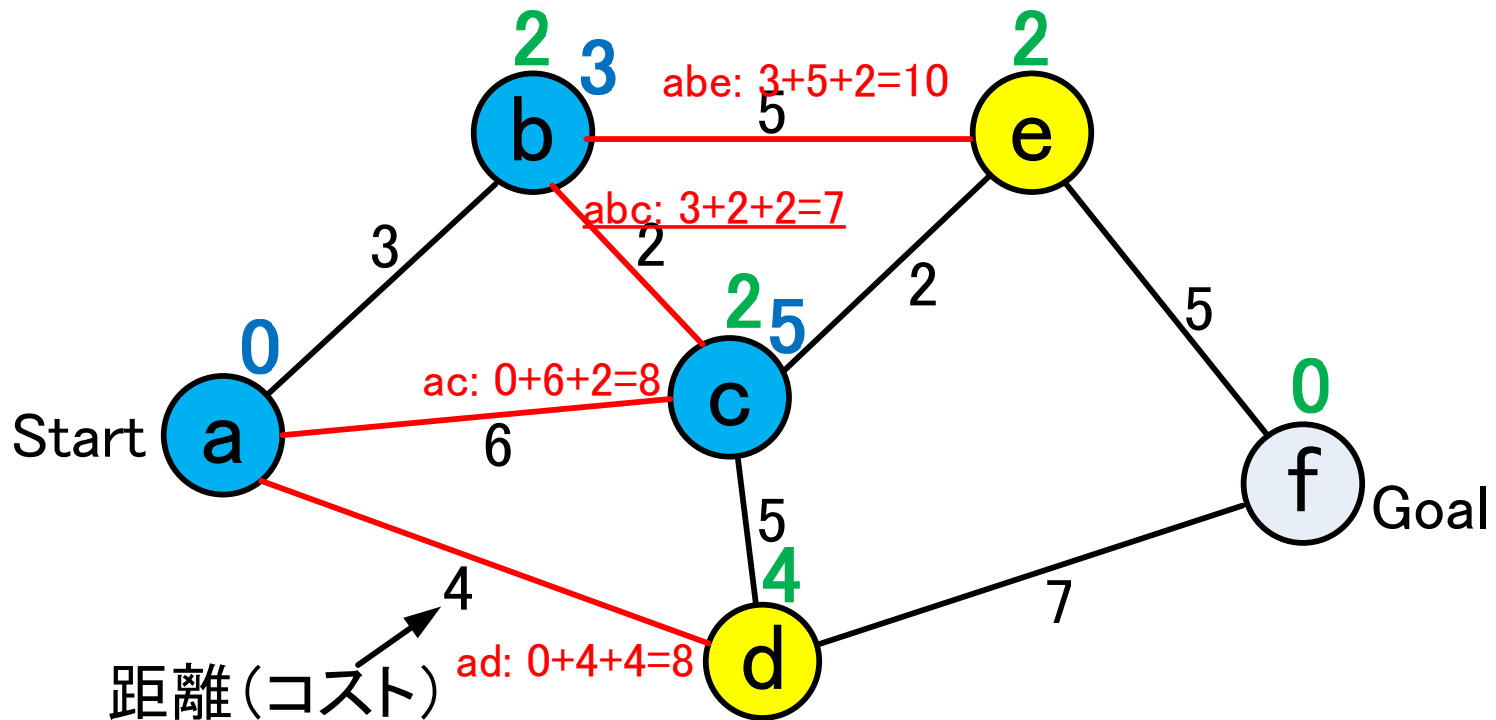 2
3
2
abe: 3+5+2=10
5
b
e
abc: 3+2+2=7
2
3
2
2
5
5
0
ac: 0+6+2=8
c
0
Start
a
6
f
Goal
5
4
4
7
距離(コスト)
ad: 0+4+4=8
d